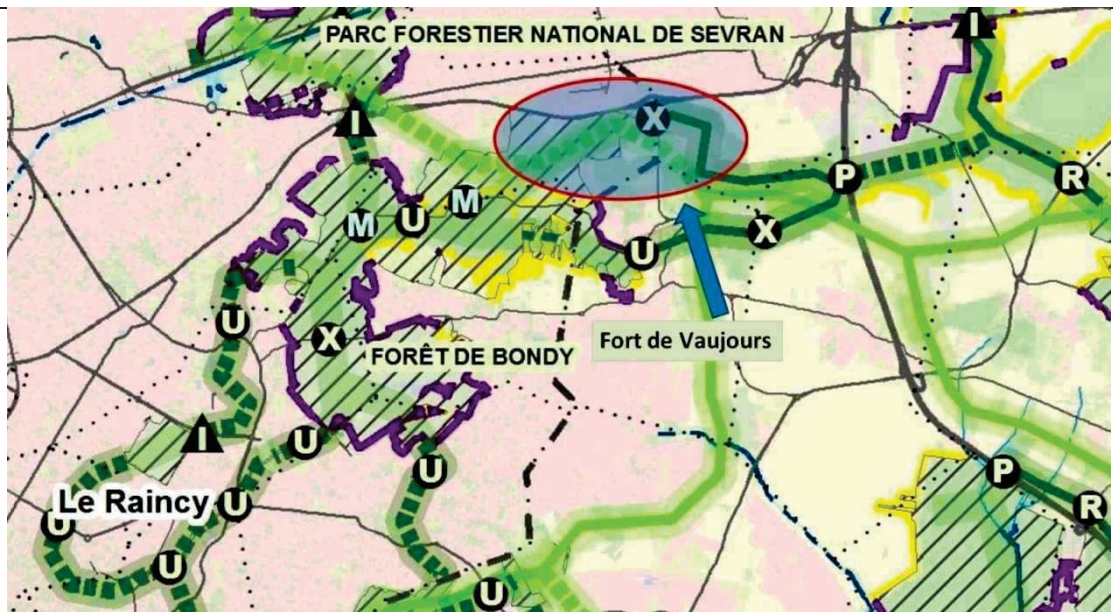 I
PARC FORESTIER NATIONAL DE SEVRAN
X
I
P
R
M
M
U
U
X
U
Fort de Vaujours
X
FORÊT DE BONDY
I
U
U
P
Le Raincy
U
U
R
U
U